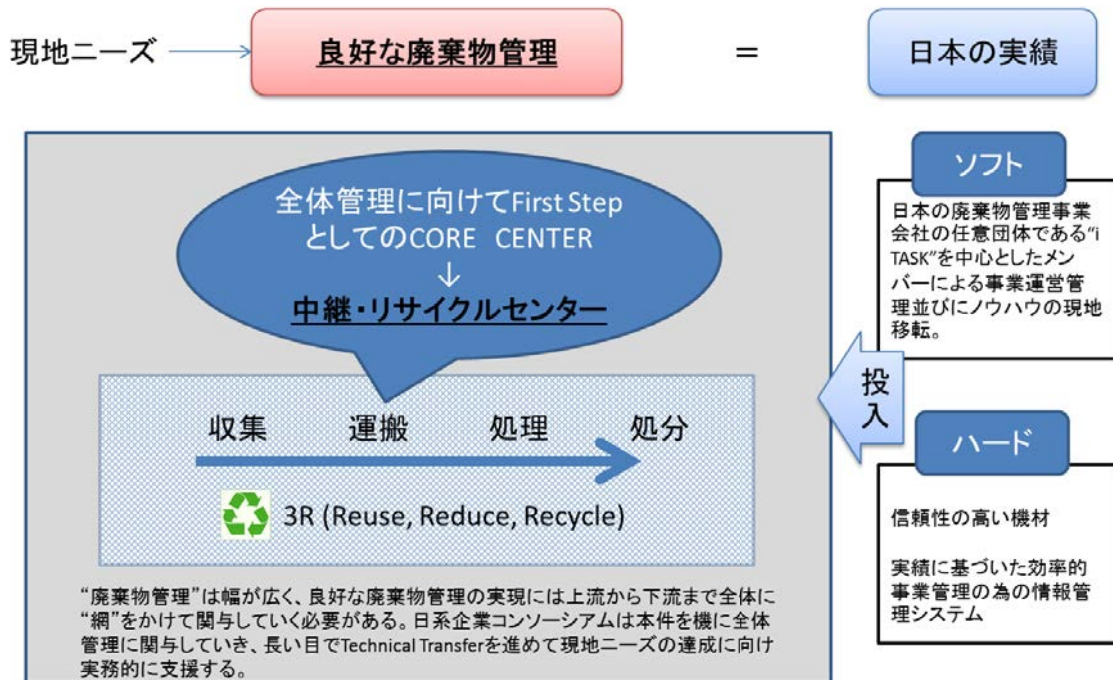 現地ニーズ
良好な廃棄物管理
=
日本の実績
全体管理に向けてFirst Step
としてのCORE CENTER
↓
中継・リサイクルセンター
収集 運搬 処理 処分
3R (Reuse, Reduce, Recycle)
“廃棄物管理”は幅が広く、良好な廃棄物管理の実現には上流から下流まで全体に
“網”をかけて関与していく必要がある。日系企業コンソーシアムは本件を機に全体
管理に関与していき、長い目でTechnical Transferを進めて現地ニーズの達成に向け
実務的に支援する。
投
入
ソフト
日本の廃棄物管理事業
会社の任意団体である“i
TASK”を中心としたメン
バーによる事業運営管
理並びにノウハウの現地
移転。
ハード
信頼性の高い機材
実績に基づいた効率的
事業管理の為の情報管
理システム